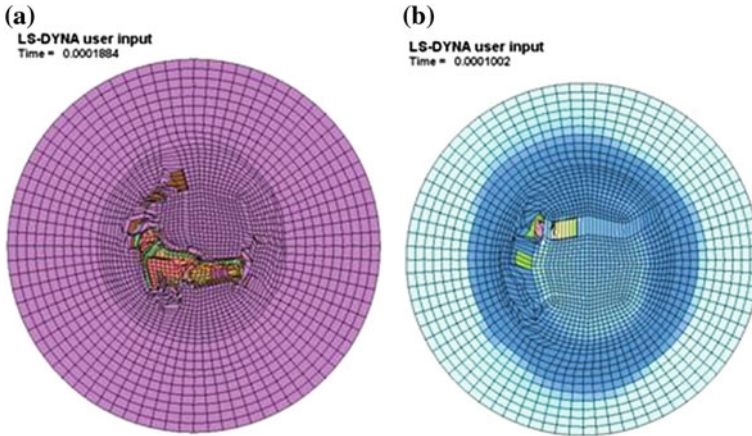 (a)
LS-DYNA user input
Time = 0.0001884
(b)
LS-DYNA user input
Time = 0.0001002